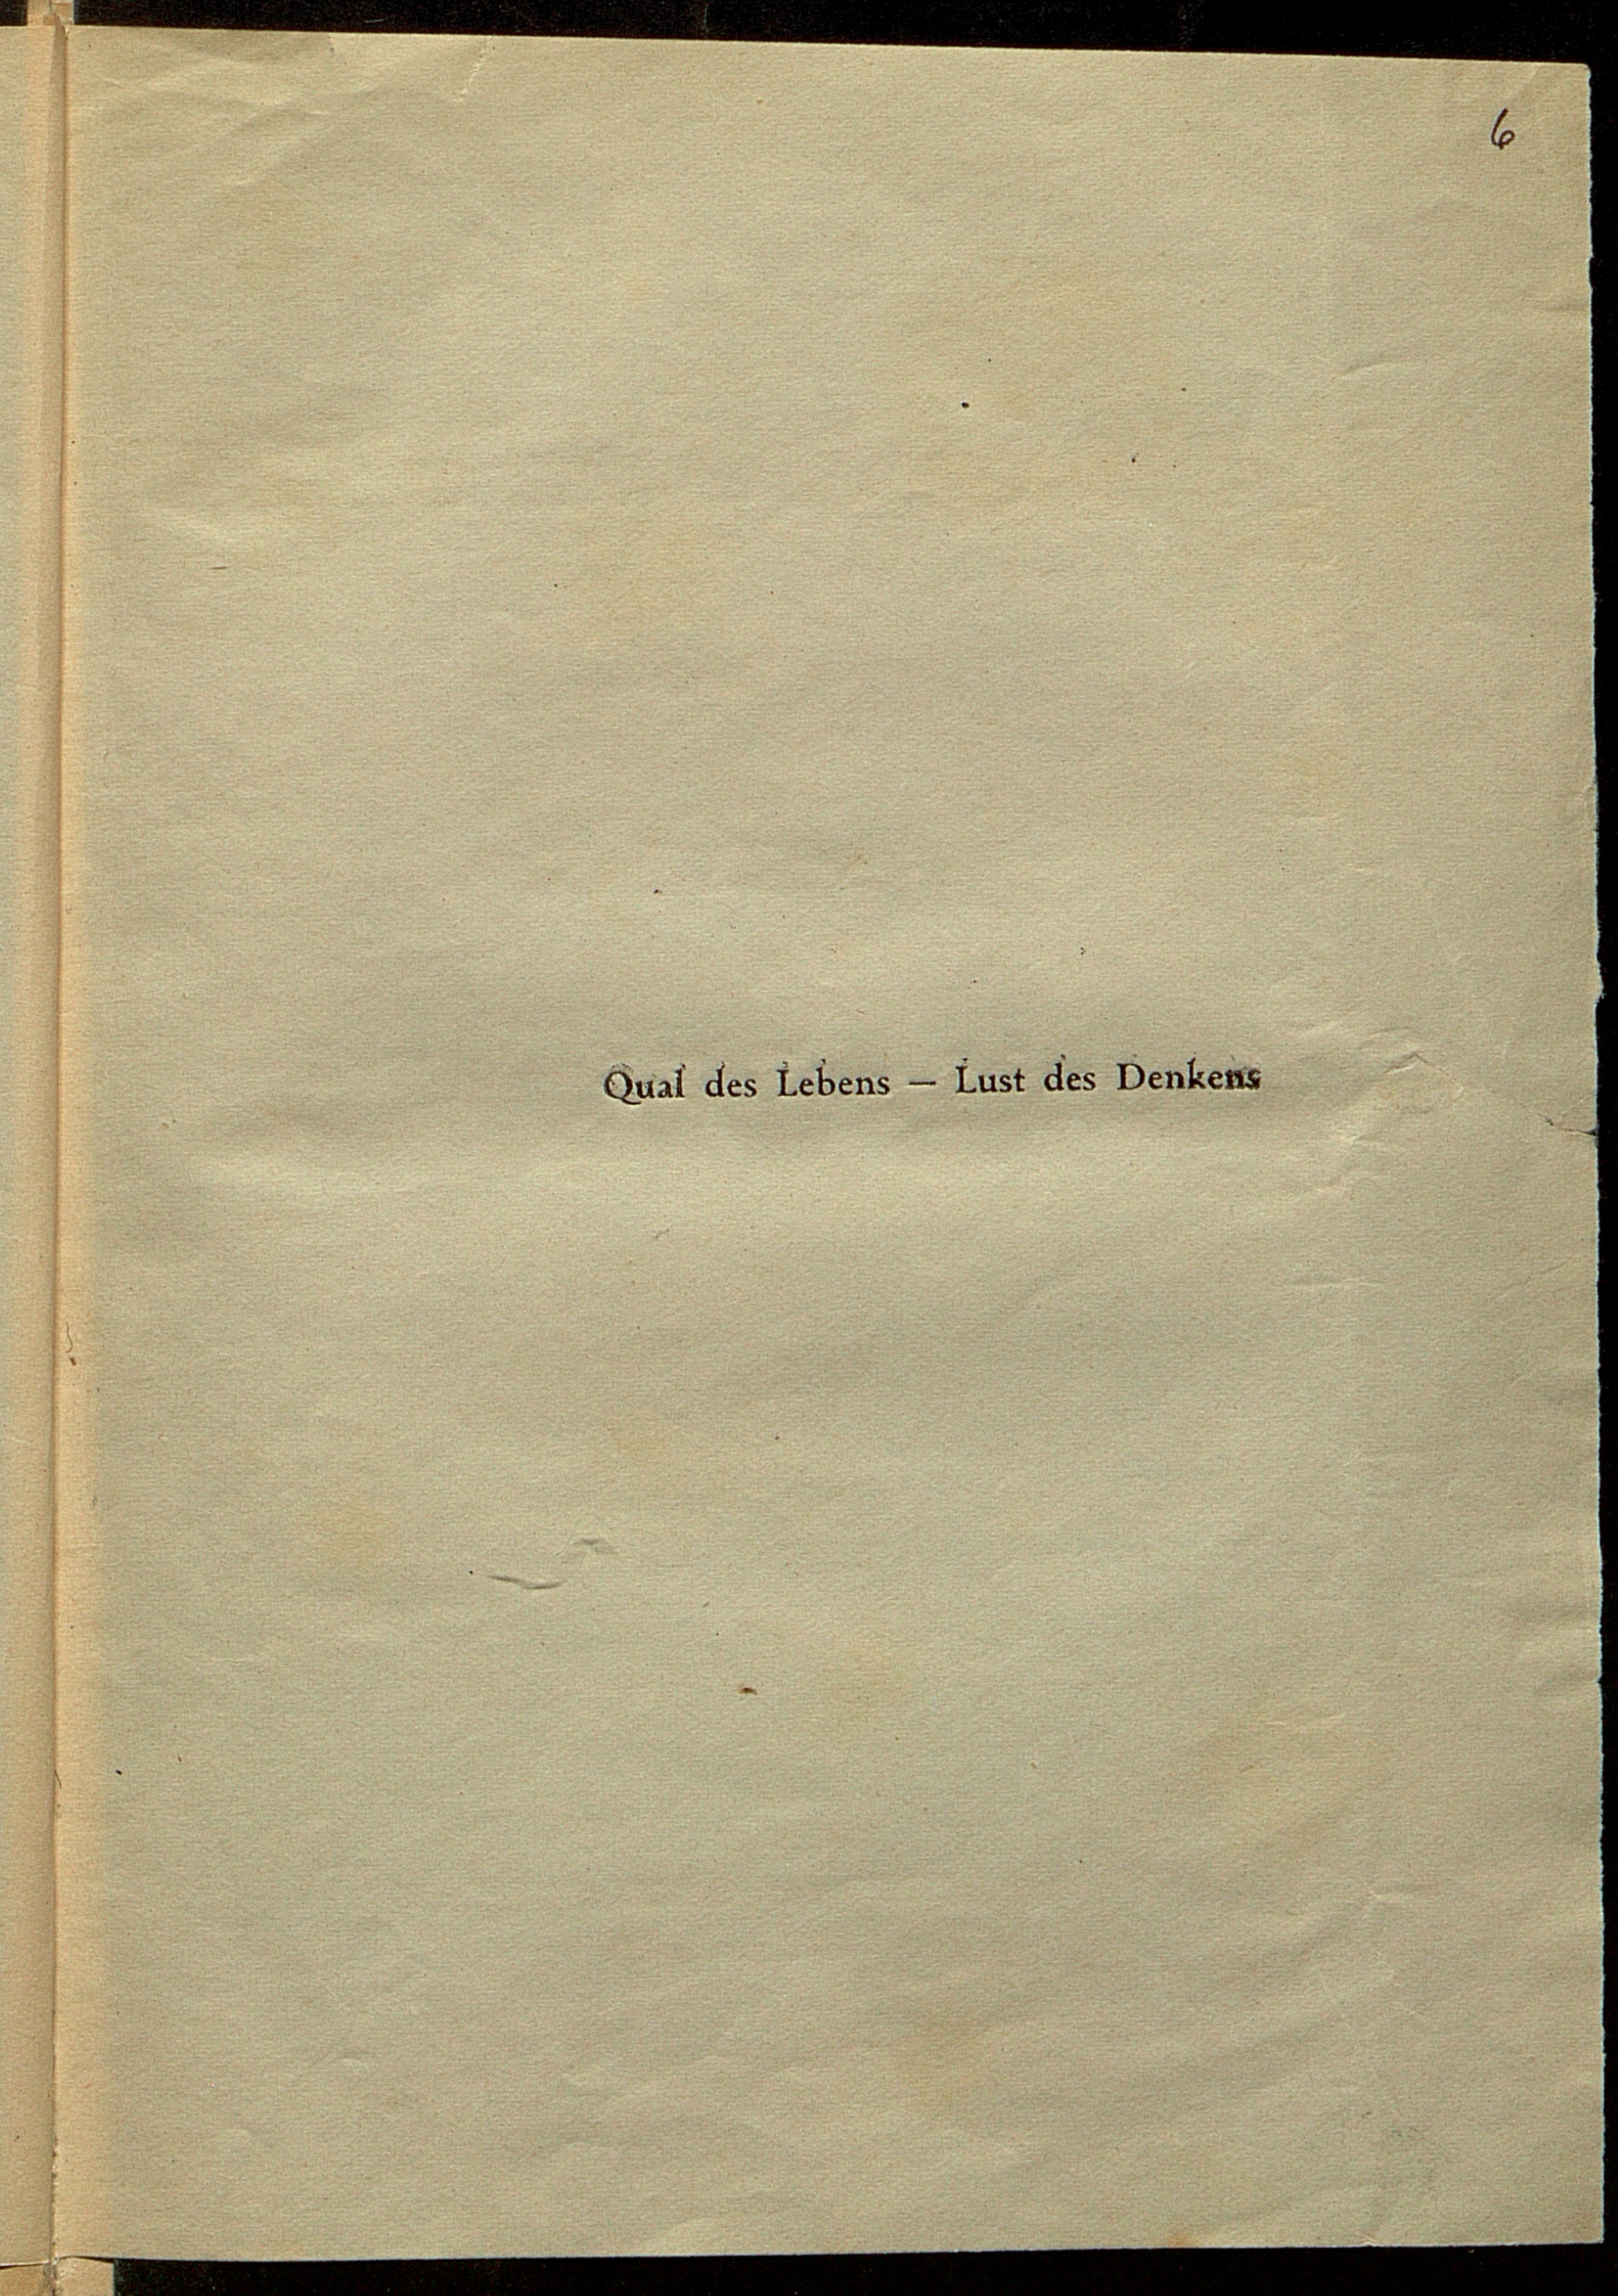 6
Qual des Lebens — Lust des Denkens